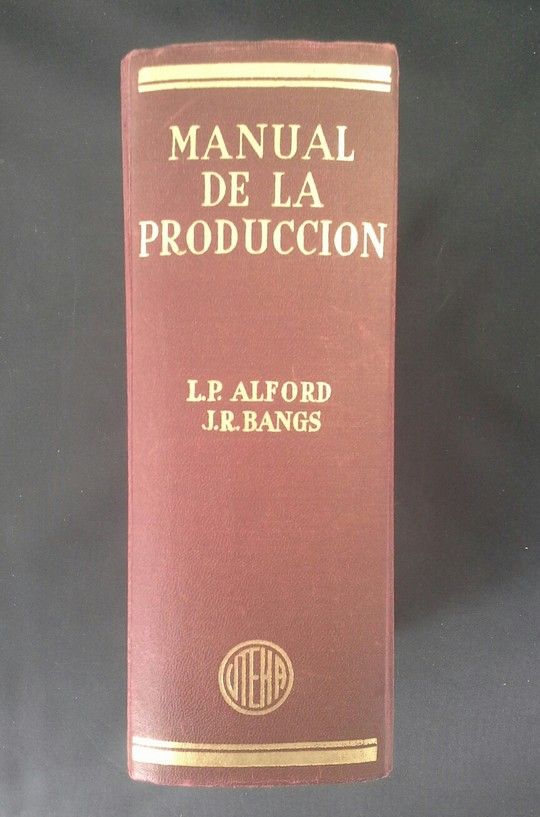 MANUAL
DE LA
PRODUCCION
L.P. ALFORD
J.R. BANGS
UTEHA